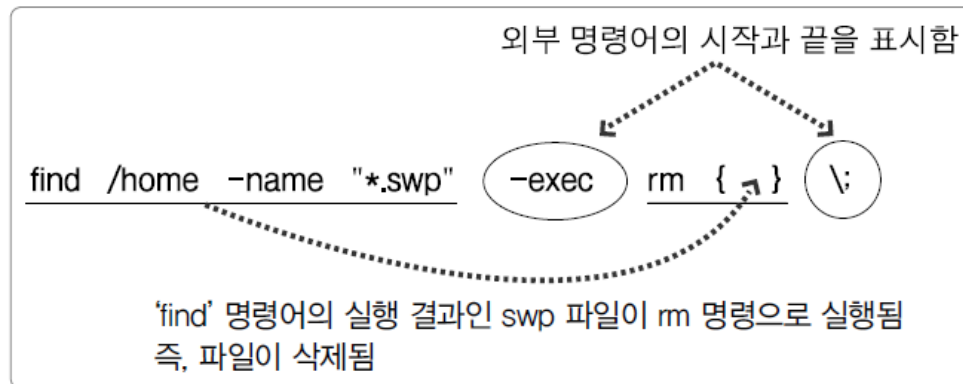 외부 명령어의 시작과 끝을 표시함
find /home -name "*.swp" -exec rm { } \;
'find' 명령어의 실행 결과인 swp 파일이 rm 명령으로 실행됨
즉, 파일이 삭제됨